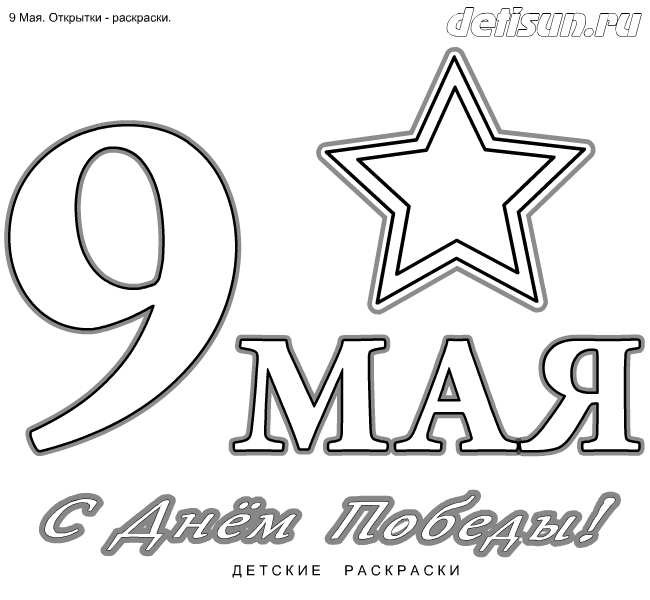 9 Мая. Открытки - раскраски.
detisun.ru
9 МАЯ
С Днём Победы!
ДЕТСКИЕ РАСКРАСКИ